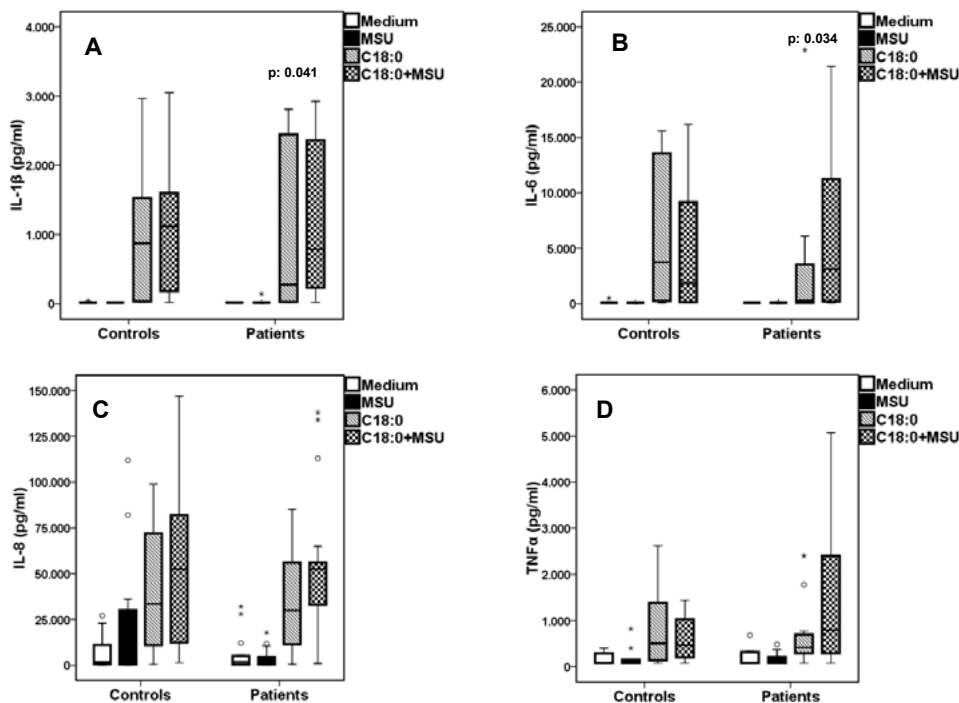 A
4.000
3.000
2.000
1.000
0
IL-1β (pg/ml)
p: 0.041
Controls
Patients
Medium
MSU
C18:0
C18:0+MSU
B
25.000
20.000
15.000
10.000
5.000
0
IL-6 (pg/ml)
p: 0.034
Controls
Patients
Medium
MSU
C18:0
C18:0+MSU
C
150.000
125.000
100.000
75.000
50.000
25.000
0
IL-8 (pg/ml)
Controls
Patients
Medium
MSU
C18:0
C18:0+MSU
D
6.000
5.000
4.000
3.000
2.000
1.000
0
TNFα (pg/ml)
Controls
Patients
Medium
MSU
C18:0
C18:0+MSU